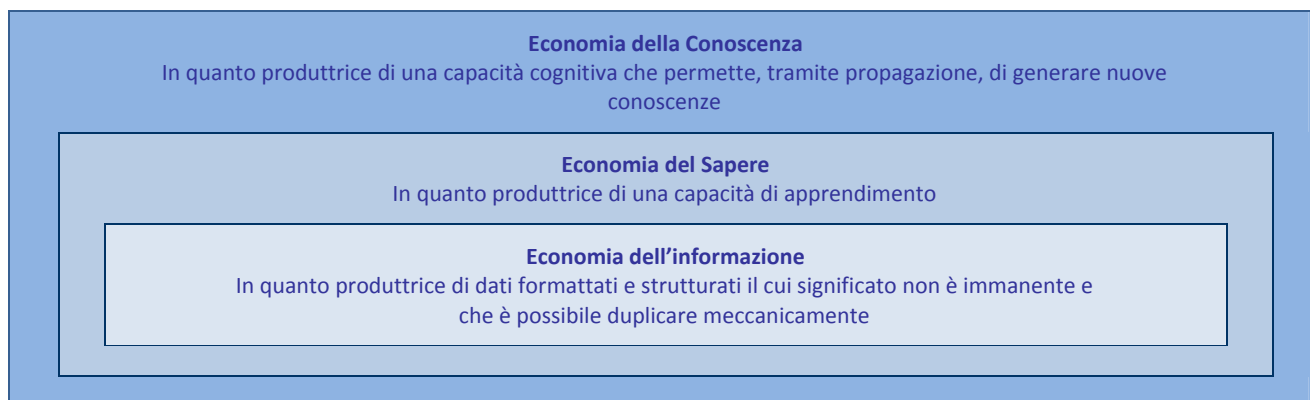 Economia della Conoscenza
In quanto produttrice di una capacità cognitiva che permette, tramite propagazione, di generare nuove
conoscenze
Economia del Sapere
In quanto produttrice di una capacità di apprendimento
Economia dell’informazione
In quanto produttrice di dati formattati e strutturati il cui significato non è immanente e
che è possibile duplicare meccanicamente